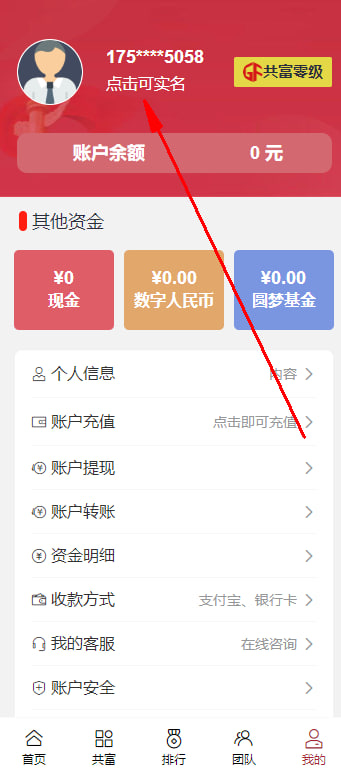 175****5058
点击可实名
共富零级
账户余额 0 元
其他资金
¥0 ¥0.00 ¥0.00
现金 数字人民币 圆梦基金
个人信息 内容
账户充值 点击即可充值
账户提现
账户转账
资金明细
收款方式 支付宝、银行卡
我的客服 在线咨询
账户安全
首页 共富 排行 团队 我的